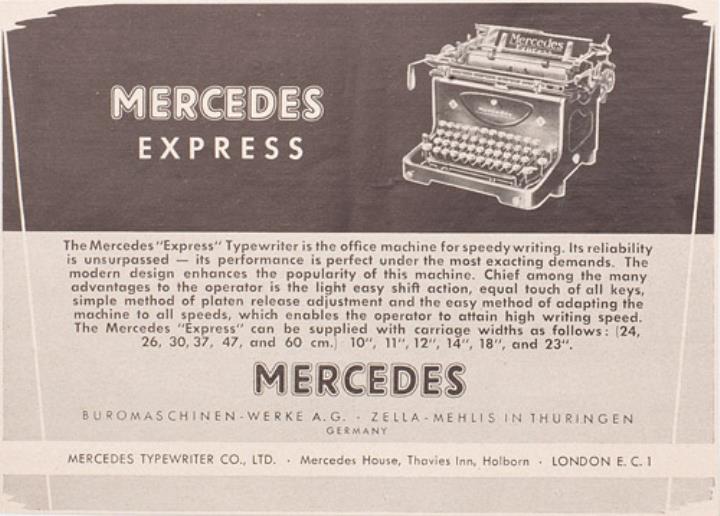 MERCEDES
EXPRESS
Mercedes
EXPRESS
The Mercedes "Express" Typewriter is the office machine for speedy writing. Its reliability
is unsurpassed — its performance is perfect under the most exacting demands. The
modern design enhances the popularity of this machine. Chief among the many
advantages to the operator is the light easy shift action, equal touch of all keys,
simple method of platen release adjustment and the easy method of adapting the
machine to all speeds, which enables the operator to attain high writing speed.
The Mercedes "Express" can be supplied with carriage widths as follows: (24,
26, 30, 37, 47, and 60 cm.) 10", 11", 12", 14", 18", and 23".
MERCEDES
BUROMASCHINEN-WERKE A.G. · ZELLA-MEHLIS IN THURINGEN
GERMANY
MERCEDES TYPEWRITER CO., LTD. · Mercedes House, Thavies Inn, Holborn · LONDON E.C.1